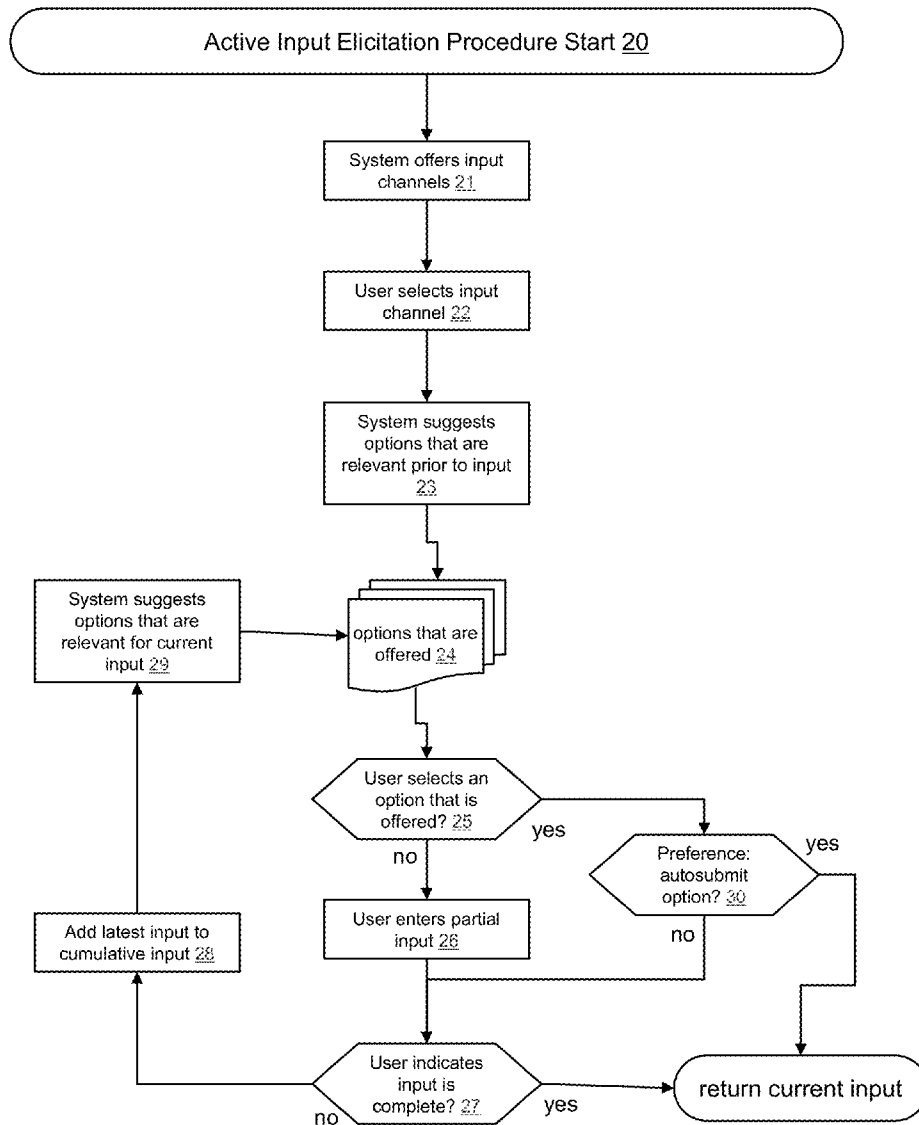 Active Input Elicitation Procedure Start 20
System offers input
channels 21
User selects input
channel 22
System suggests
options that are
relevant prior to input
23
System suggests
options that are
relevant for current
input 29
options that are
offered 24
User selects an
option that is
offered? 25
yes
no
Preference:
autosubmit
option? 30
yes
no
User enters partial
input 26
Add latest input to
cumulative input 28
User indicates
input is
complete? 27
no
yes
return current input